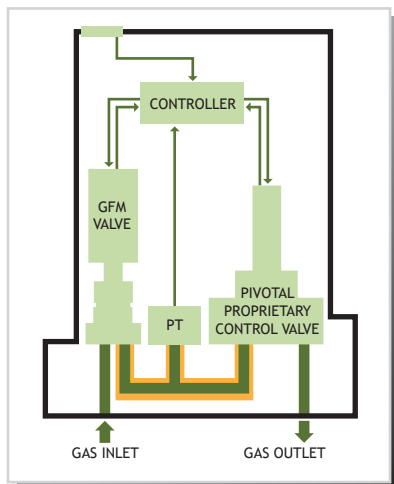 CONTROLLER
GFM
VALVE
PT
PIVOTAL
PROPRIETARY
CONTROL VALVE
GAS INLET
GAS OUTLET